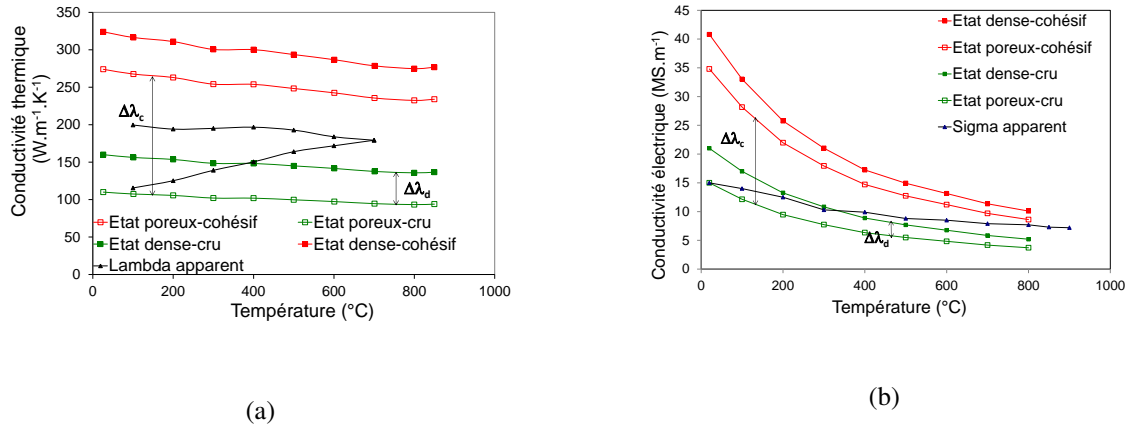 (a)
400
350
300
250
200
150
100
50
0
Conductivité thermique
(W.m⁻¹.K⁻¹)
Δλc
Δλd
Etat poreux-cohésif
Etat poreux-cru
Etat dense-cru
Etat dense-cohésif
Lambda apparent
0 200 400 600 800 1000
Température (°C)
(b)
45
40
35
30
25
20
15
10
5
0
Conductivité électrique (MS.m⁻¹)
Etat dense-cohésif
Etat poreux-cohésif
Etat dense-cru
Etat poreux-cru
Sigma apparent
Δλc
Δλd
0 200 400 600 800 1000
Température (°C)
(a)
(b)